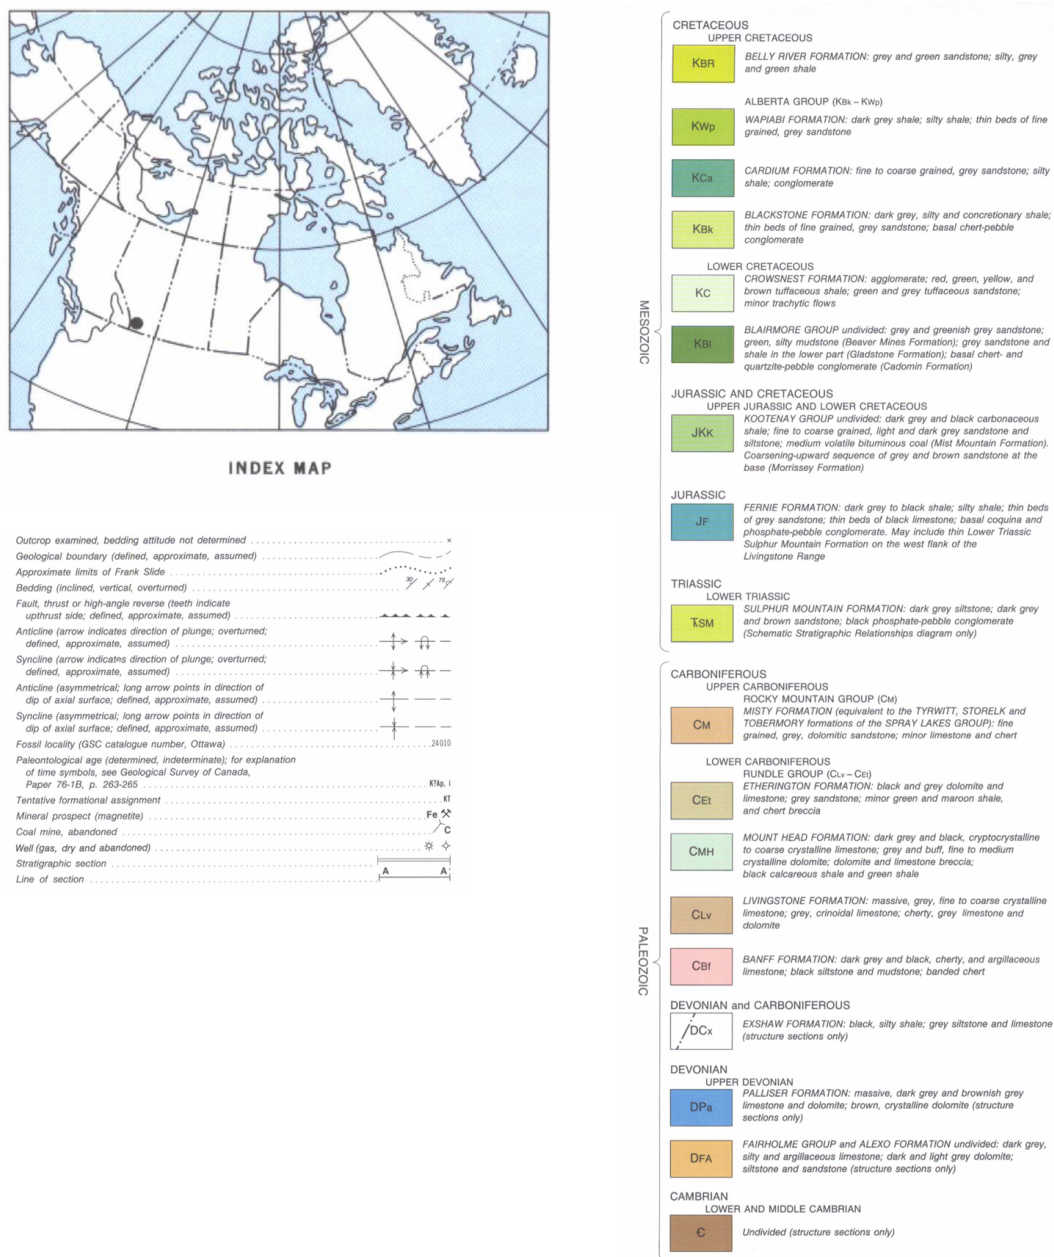 INDEX MAP
Outcrop examined, bedding attitude not determined ............ ×
Geological boundary (defined, approximate, assumed) ............
Approximate limits of Frank Slide ............
Bedding (inclined, vertical, overturned) ............ 30 75
Fault, thrust or high-angle reverse (teeth indicate
upthrust side; defined, approximate, assumed) ............
Anticline (arrow indicates direction of plunge; overturned;
defined, approximate, assumed) ............
Syncline (arrow indicates direction of plunge; overturned;
defined, approximate, assumed) ............
Anticline (asymmetrical; long arrow points in direction of
dip of axial surface; defined, approximate, assumed) ............
Syncline (asymmetrical; long arrow points in direction of
dip of axial surface; defined, approximate, assumed) ............
Fossil locality (GSC catalogue number, Ottawa) ............ 24010
Paleontological age (determined, indeterminate); for explanation
of time symbols, see Geological Survey of Canada,
Paper 76-1B, p. 263-265 ............ K?Ap, i
Tentative formational assignment ............ KT
Mineral prospect (magnetite) ............ Fe
Coal mine, abandoned ............ C
Well (gas, dry and abandoned) ............
Stratigraphic section ............
Line of section ............ A A'
MESOZOIC
CRETACEOUS
UPPER CRETACEOUS
KBR
BELLY RIVER FORMATION: grey and green sandstone; silty, grey
and green shale
ALBERTA GROUP (KBk – KWp)
KWp
WAPIABI FORMATION: dark grey shale; silty shale; thin beds of fine
grained, grey sandstone
KCa
CARDIUM FORMATION: fine to coarse grained, grey sandstone; silty
shale; conglomerate
KBk
BLACKSTONE FORMATION: dark grey, silty and concretionary shale;
thin beds of fine grained, grey sandstone; basal chert-pebble
conglomerate
LOWER CRETACEOUS
KC
CROWSNEST FORMATION: agglomerate; red, green, yellow, and
brown tuffaceous shale; green and grey tuffaceous sandstone;
minor trachytic flows
KBl
BLAIRMORE GROUP undivided: grey and greenish grey sandstone;
green, silty mudstone (Beaver Mines Formation); grey sandstone and
shale in the lower part (Gladstone Formation); basal chert- and
quartzite-pebble conglomerate (Cadomin Formation)
JURASSIC AND CRETACEOUS
UPPER JURASSIC AND LOWER CRETACEOUS
JKK
KOOTENAY GROUP undivided: dark grey and black carbonaceous
shale; fine to coarse grained, light and dark grey sandstone and
siltstone; medium volatile bituminous coal (Mist Mountain Formation).
Coarsening-upward sequence of grey and brown sandstone at the
base (Morrissey Formation)
JURASSIC
JF
FERNIE FORMATION: dark grey to black shale; silty shale; thin beds
of grey sandstone; thin beds of black limestone; basal coquina and
phosphate-pebble conglomerate. May include thin Lower Triassic
Sulphur Mountain Formation on the west flank of the
Livingstone Range
TRIASSIC
LOWER TRIASSIC
ŦSM
SULPHUR MOUNTAIN FORMATION: dark grey siltstone; dark grey
and brown sandstone; black phosphate-pebble conglomerate
(Schematic Stratigraphic Relationships diagram only)
PALEOZOIC
CARBONIFEROUS
UPPER CARBONIFEROUS
ROCKY MOUNTAIN GROUP (CM)
CM
MISTY FORMATION (equivalent to the TYRWITT, STORELK and
TOBERMORY formations of the SPRAY LAKES GROUP): fine
grained, grey, dolomitic sandstone; minor limestone and chert
LOWER CARBONIFEROUS
RUNDLE GROUP (CLv – CEt)
CEt
ETHERINGTON FORMATION: black and grey dolomite and
limestone; grey sandstone; minor green and maroon shale,
and chert breccia
CMH
MOUNT HEAD FORMATION: dark grey and black, cryptocrystalline
to coarse crystalline limestone; grey and buff, fine to medium
crystalline dolomite; dolomite and limestone breccia;
black calcareous shale and green shale
CLv
LIVINGSTONE FORMATION: massive, grey, fine to coarse crystalline
limestone; grey, crinoidal limestone; cherty, grey limestone and
dolomite
CBf
BANFF FORMATION: dark grey and black, cherty, and argillaceous
limestone; black siltstone and mudstone; banded chert
DEVONIAN and CARBONIFEROUS
DCx
EXSHAW FORMATION: black, silty shale; grey siltstone and limestone
(structure sections only)
DEVONIAN
UPPER DEVONIAN
DPa
PALLISER FORMATION: massive, dark grey and brownish grey
limestone and dolomite; brown, crystalline dolomite (structure
sections only)
DFA
FAIRHOLME GROUP and ALEXO FORMATION undivided: dark grey,
silty and argillaceous limestone; dark and light grey dolomite;
siltstone and sandstone (structure sections only)
CAMBRIAN
LOWER AND MIDDLE CAMBRIAN
Є
Undivided (structure sections only)